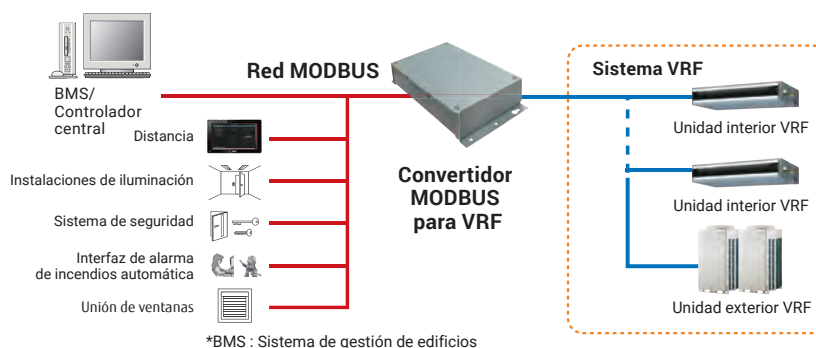 Red MODBUS
Sistema VRF
BMS/
Controlador
central
Distancia
Instalaciones de iluminación
Sistema de seguridad
Interfaz de alarma
de incendios automática
Unión de ventanas
Convertidor
MODBUS
para VRF
Unidad interior VRF
Unidad interior VRF
Unidad exterior VRF
*BMS : Sistema de gestión de edificios